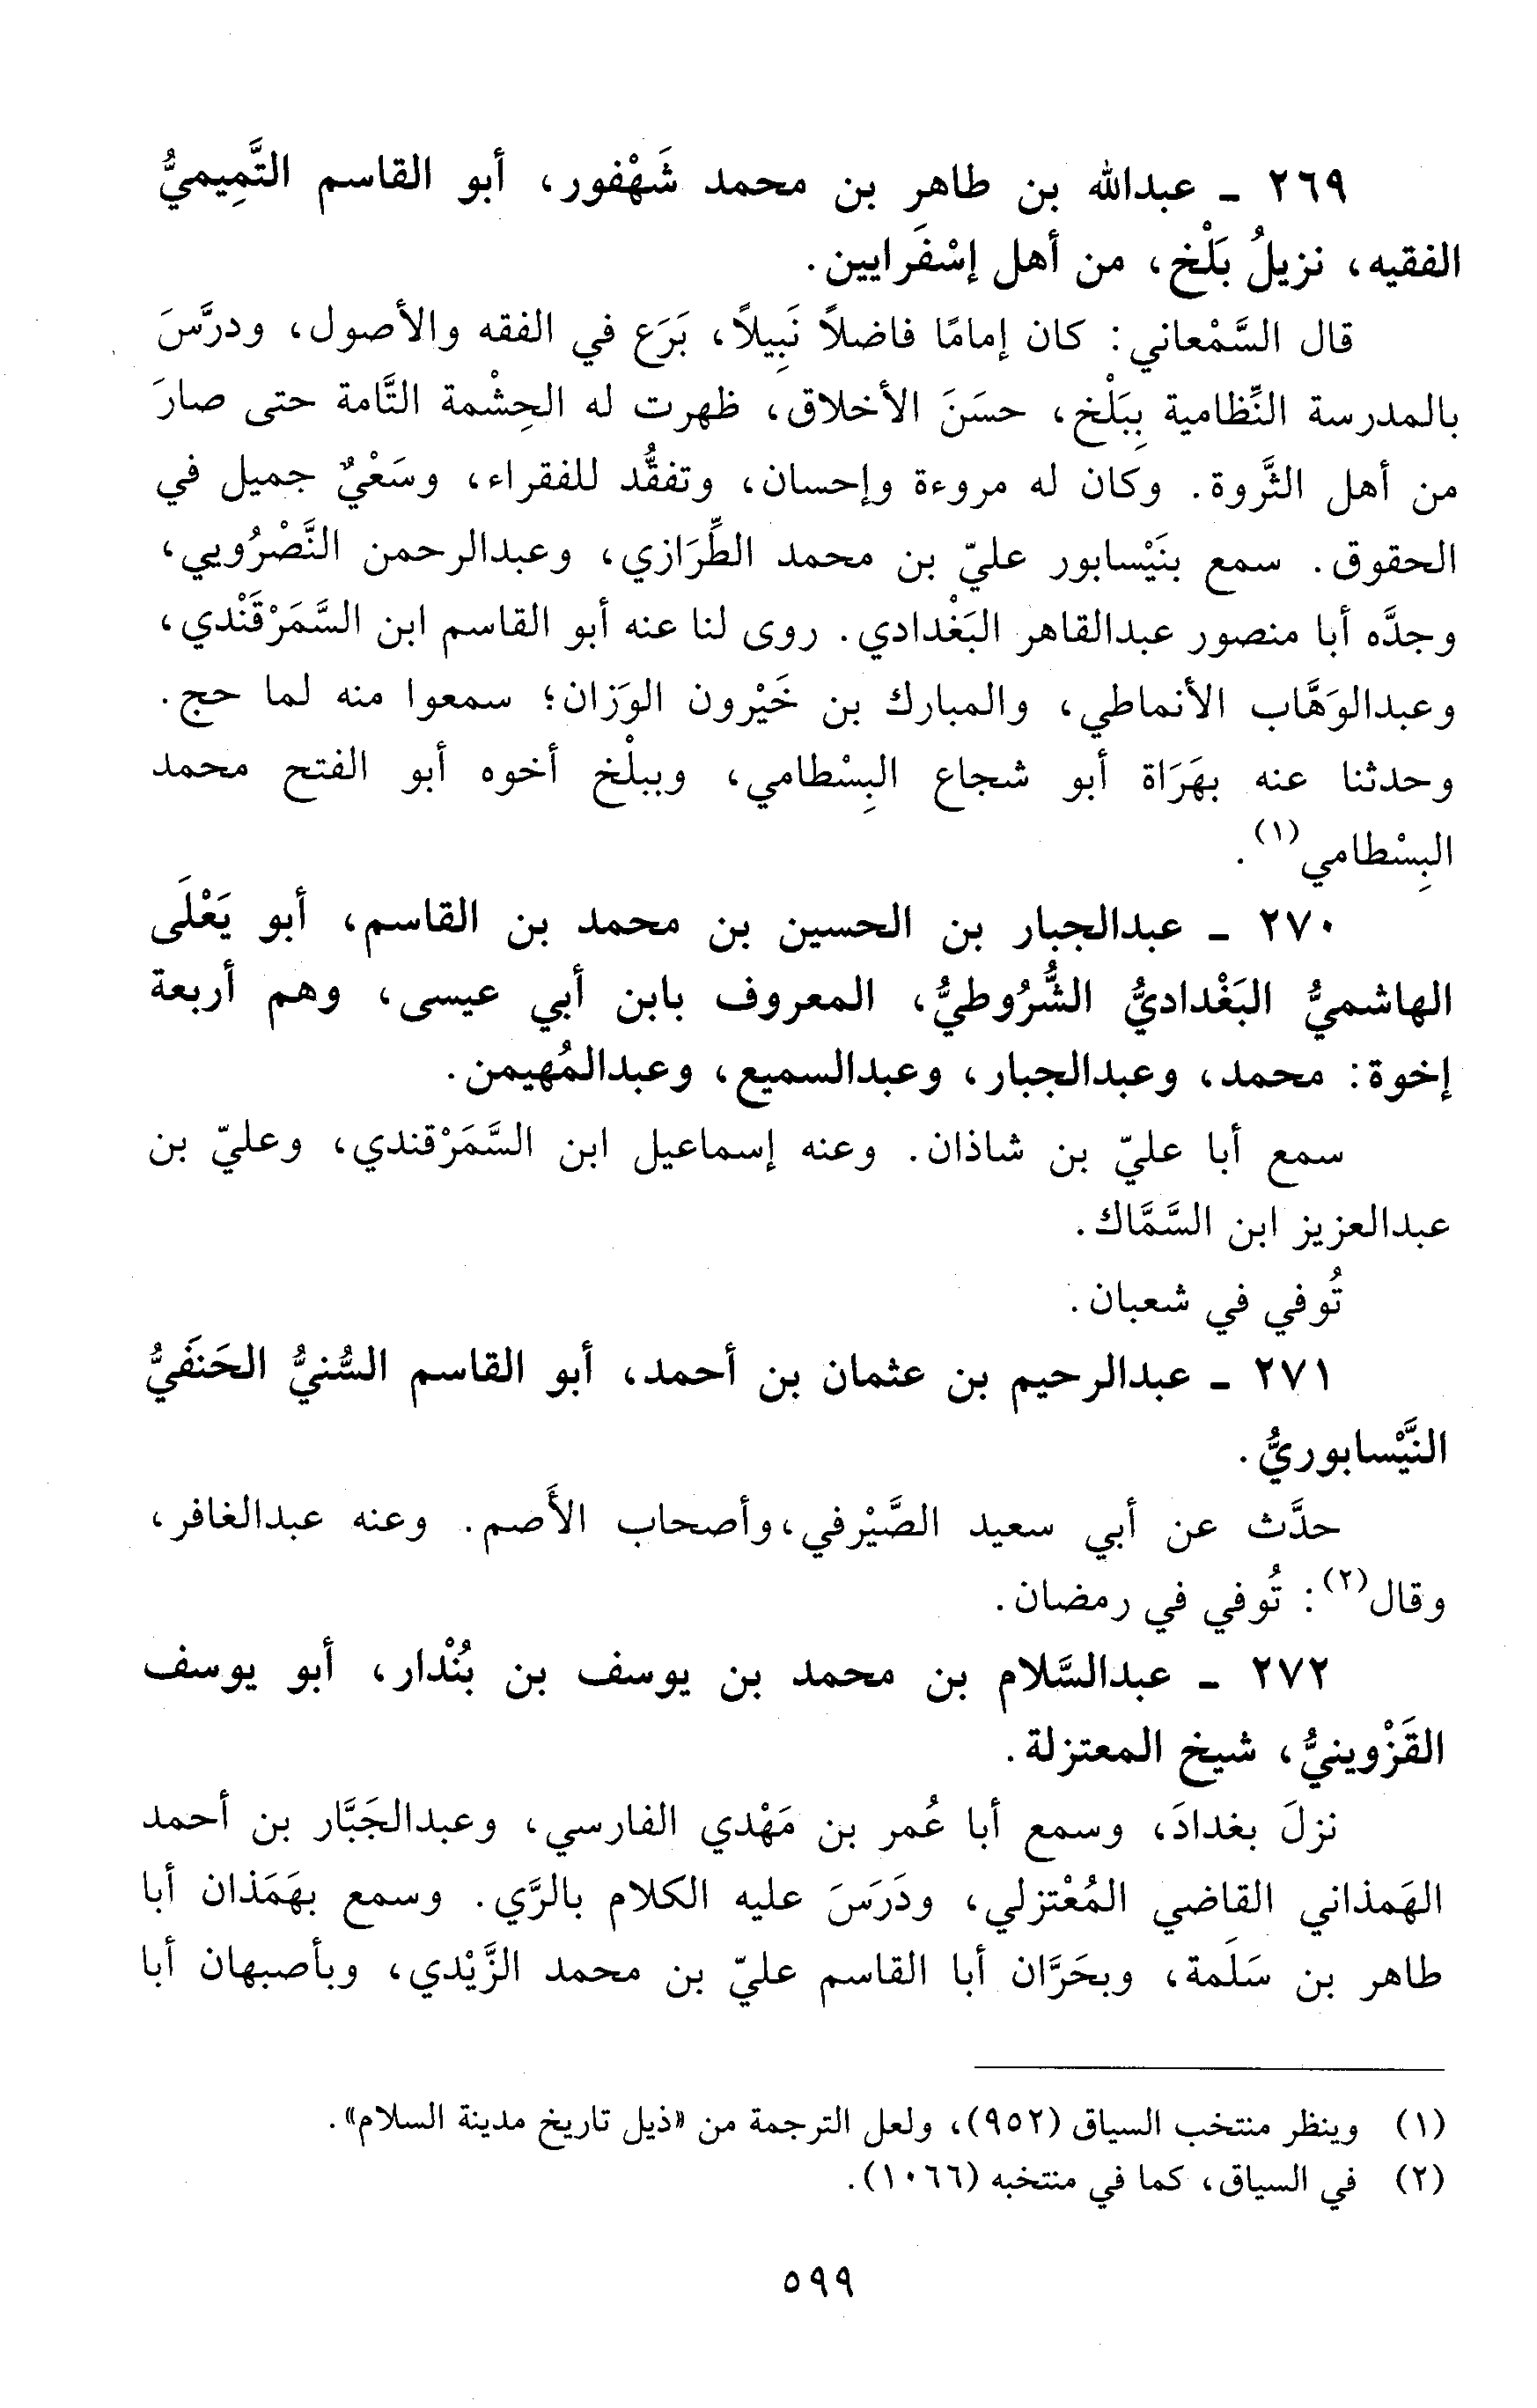 ٢٦٩ ـ عبدالله بن طاهر بن محمد شَهْفور، أبو القاسم التَّمِيميُّ
الفقيه، نزيلُ بَلْخ، من أهل إسْفَرايين.
قال السَّمْعاني: كان إمامًا فاضلاً نَبِيلاً، بَرَع في الفقه والأصول، ودرَّسَ
بالمدرسة النِّظامية بِبَلْخ، حسَنَ الأخلاق، ظهرت له الحِشْمة التَّامة حتى صارَ
من أهل الثَّروة. وكان له مروءة وإحسان، وتفقُّد للفقراء، وسَعْيٌ جميل في
الحقوق. سمع بنَيْسابور عليّ بن محمد الطِّرَازي، وعبدالرحمن النَّصْرُويي،
وجدَّه أبا منصور عبدالقاهر البَغْدادي. روى لنا عنه أبو القاسم ابن السَّمَرْقَنْدي،
وعبدالوَهَّاب الأنماطي، والمبارك بن خَيْرون الوَزان؛ سمعوا منه لما حج.
وحدثنا عنه بهَرَاة أبو شجاع البِسْطامي، وببلْخ أخوه أبو الفتح محمد
البِسْطامي(١).
٢٧٠ ـ عبدالجبار بن الحسين بن محمد بن القاسم، أبو يَعْلَى
الهاشميُّ البَغْداديُّ الشُّرُوطيُّ، المعروف بابن أبي عيسى، وهم أربعة
إخوة: محمد، وعبدالجبار، وعبدالسميع، وعبدالمُهيمن.
سمع أبا عليّ بن شاذان. وعنه إسماعيل ابن السَّمَرْقندي، وعليّ بن
عبدالعزيز ابن السَّمَّاك.
تُوفي في شعبان.
٢٧١ ـ عبدالرحيم بن عثمان بن أحمد، أبو القاسم السُّنيُّ الحَنَفيُّ
النَّيْسابوريُّ.
حدَّث عن أبي سعيد الصَّيْرفي، وأصحاب الأَصم. وعنه عبدالغافر،
وقال(٢): تُوفي في رمضان.
٢٧٢ ـ عبدالسَّلام بن محمد بن يوسف بن بُنْدار، أبو يوسف
القَزْوينيُّ، شيخ المعتزلة.
نزلَ بغدادَ، وسمع أبا عُمر بن مَهْدي الفارسي، وعبدالجَبَّار بن أحمد
الهَمذاني القاضي المُعْتزلي، ودَرَسَ عليه الكلام بالرَّي. وسمع بهَمَذان أبا
طاهر بن سَلَمة، وبحَرَّان أبا القاسم عليّ بن محمد الزَّيْدي، وبأصبهان أبا
(١) وينظر منتخب السياق (٩٥٢)، ولعل الترجمة من «ذيل تاريخ مدينة السلام».
(٢) في السياق، كما في منتخبه (١٠٦٦).
٥٩٩